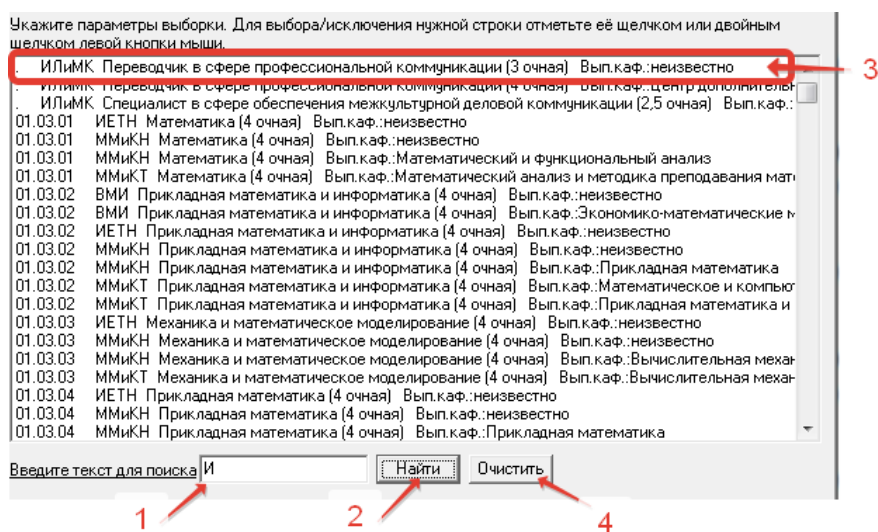 Укажите параметры выборки. Для выбора/исключения нужной строки отметьте её щелчком или двойным
щелчком левой кнопки мыши.
. ИЛиМК Переводчик в сфере профессиональной коммуникации (3 очная) Вып.каф.:неизвестно
3
. ИЛиМК Переводчик в сфере профессиональной коммуникации (4 очная) Вып.каф.:Центр дополнительн
. ИЛиМК Специалист в сфере обеспечения межкультурной деловой коммуникации (2,5 очная) Вып.каф.:
01.03.01 ИЕТН Математика (4 очная) Вып.каф.:неизвестно
01.03.01 ММиКН Математика (4 очная) Вып.каф.:неизвестно
01.03.01 ММиКН Математика (4 очная) Вып.каф.:Математический и функциональный анализ
01.03.01 ММиКТ Математика (4 очная) Вып.каф.:Математический анализ и методика преподавания мате
01.03.02 ВМИ Прикладная математика и информатика (4 очная) Вып.каф.:неизвестно
01.03.02 ВМИ Прикладная математика и информатика (4 очная) Вып.каф.:Экономико-математические м
01.03.02 ИЕТН Прикладная математика и информатика (4 очная) Вып.каф.:неизвестно
01.03.02 ММиКН Прикладная математика и информатика (4 очная) Вып.каф.:неизвестно
01.03.02 ММиКН Прикладная математика и информатика (4 очная) Вып.каф.:Прикладная математика
01.03.02 ММиКТ Прикладная математика и информатика (4 очная) Вып.каф.:Математическое и компьют
01.03.02 ММиКТ Прикладная математика и информатика (4 очная) Вып.каф.:Прикладная математика и
01.03.03 ИЕТН Механика и математическое моделирование (4 очная) Вып.каф.:неизвестно
01.03.03 ММиКН Механика и математическое моделирование (4 очная) Вып.каф.:неизвестно
01.03.03 ММиКН Механика и математическое моделирование (4 очная) Вып.каф.:Вычислительная механ
01.03.03 ММиКТ Механика и математическое моделирование (4 очная) Вып.каф.:Вычислительная механ
01.03.04 ИЕТН Прикладная математика (4 очная) Вып.каф.:неизвестно
01.03.04 ММиКН Прикладная математика (4 очная) Вып.каф.:неизвестно
01.03.04 ММиКН Прикладная математика (4 очная) Вып.каф.:Прикладная математика
Введите текст для поиска И Найти Очистить
1 2 4